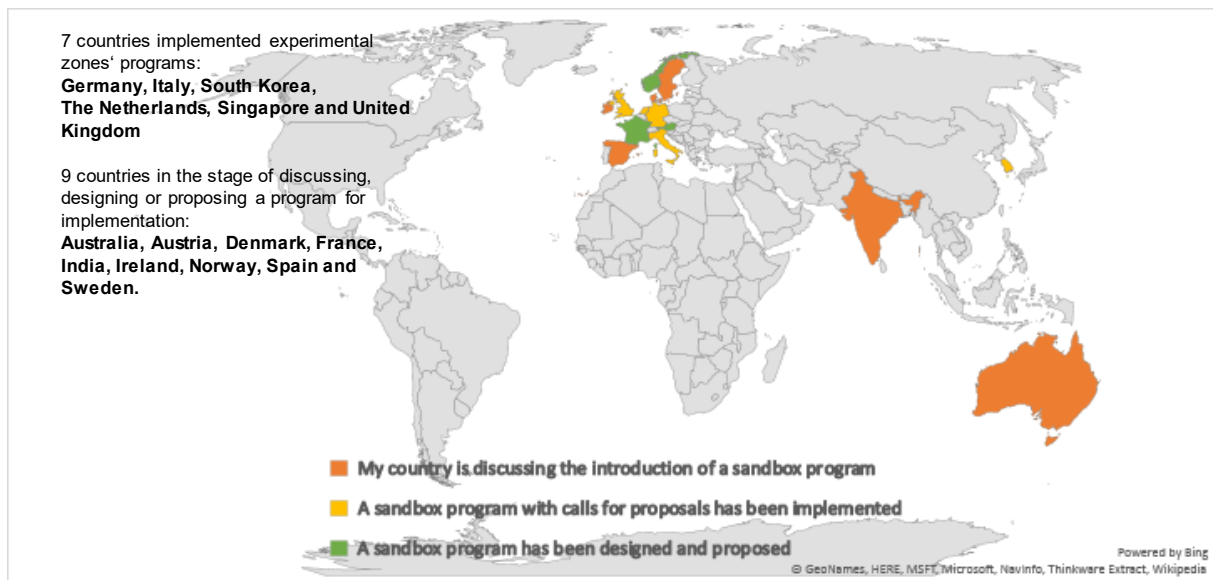 7 countries implemented experimental
zones‘ programs:
Germany, Italy, South Korea,
The Netherlands, Singapore and United
Kingdom
9 countries in the stage of discussing,
designing or proposing a program for
implementation:
Australia, Austria, Denmark, France,
India, Ireland, Norway, Spain and
Sweden.
My country is discussing the introduction of a sandbox program
A sandbox program with calls for proposals has been implemented
A sandbox program has been designed and proposed
Powered by Bing
© GeoNames, HERE, MSFT, Microsoft, NavInfo, Thinkware Extract, Wikipedia